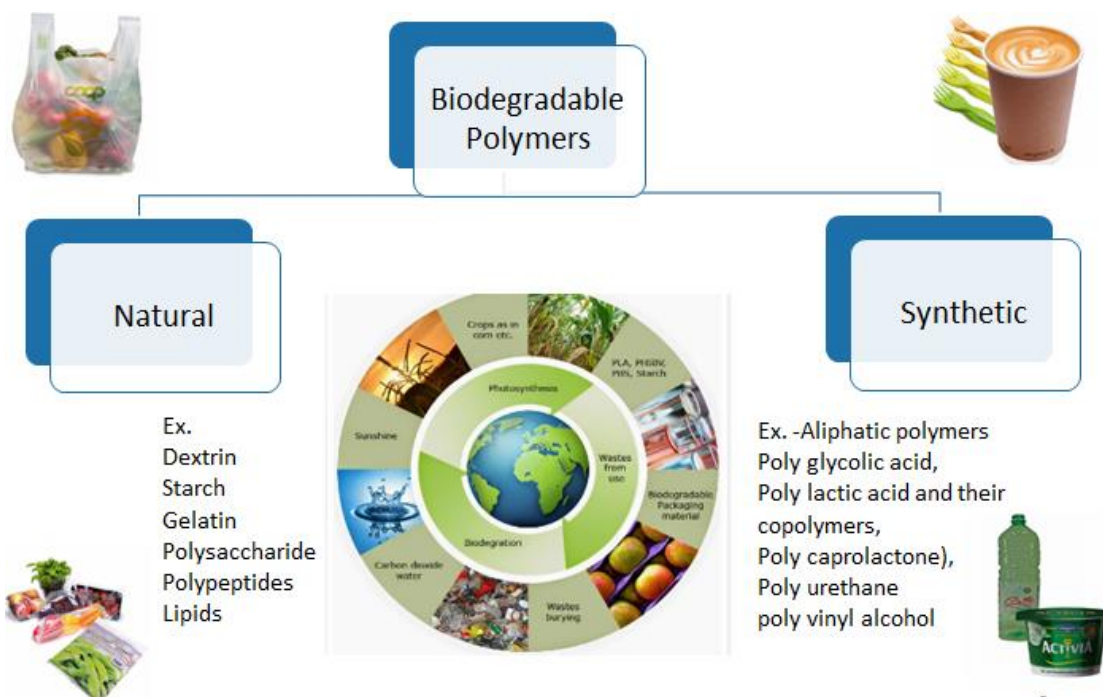 Biodegradable
Polymers
Natural
Synthetic
Ex.
Dextrin
Starch
Gelatin
Polysaccharide
Polypeptides
Lipids
Crops as in
corn etc.
PLA, PHBV,
PBS, Starch
Photosynthesis
Sunshine
Wastes
from
use
Biodegradable
Packaging
material
Biodegration
Carbon dioxide
water
Wastes
burying
Ex. -Aliphatic polymers
Poly glycolic acid,
Poly lactic acid and their
copolymers,
Poly caprolactone),
Poly urethane
poly vinyl alcohol
ACTIVIA